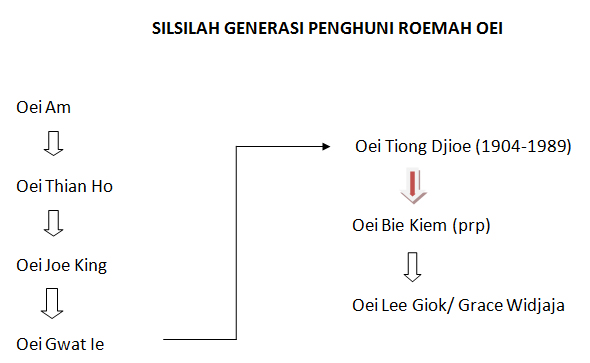 SILSILAH GENERASI PENGHUNI ROEMAH OEI
Oei Am
Oei Thian Ho
Oei Joe King
Oei Gwat Ie
Oei Tiong Djioe (1904-1989)
Oei Bie Kiem (prp)
Oei Lee Giok/ Grace Widjaja